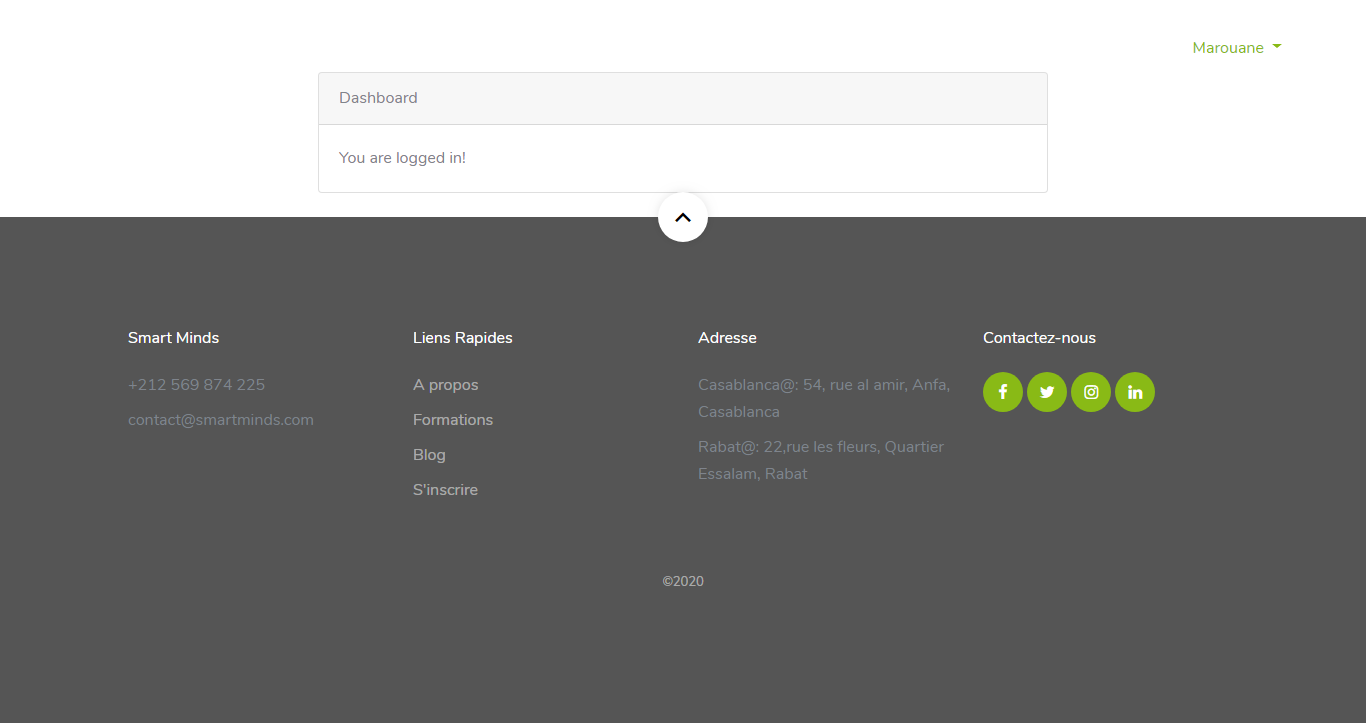 Marouane
Dashboard
You are logged in!
Smart Minds
+212 569 874 225
contact@smartminds.com
Liens Rapides
A propos
Formations
Blog
S'inscrire
Adresse
Casablanca@: 54, rue al amir, Anfa,
Casablanca
Rabat@: 22,rue les fleurs, Quartier
Essalam, Rabat
Contactez-nous
©2020